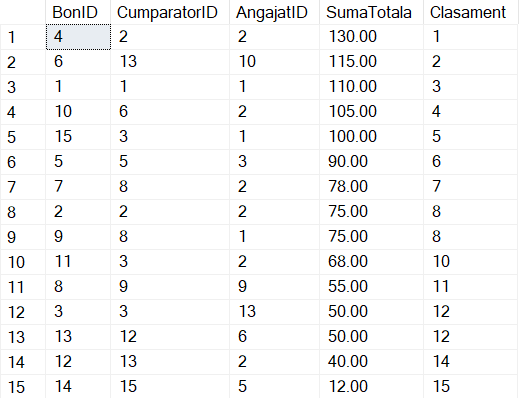 BonID CumparatorID AngajatID SumaTotala Clasament
1 4 2 2 130.00 1
2 6 13 10 115.00 2
3 1 1 1 110.00 3
4 10 6 2 105.00 4
5 15 3 1 100.00 5
6 5 5 3 90.00 6
7 7 8 2 78.00 7
8 2 2 2 75.00 8
9 9 8 1 75.00 8
10 11 3 2 68.00 10
11 8 9 9 55.00 11
12 3 3 13 50.00 12
13 13 12 6 50.00 12
14 12 13 2 40.00 14
15 14 15 5 12.00 15